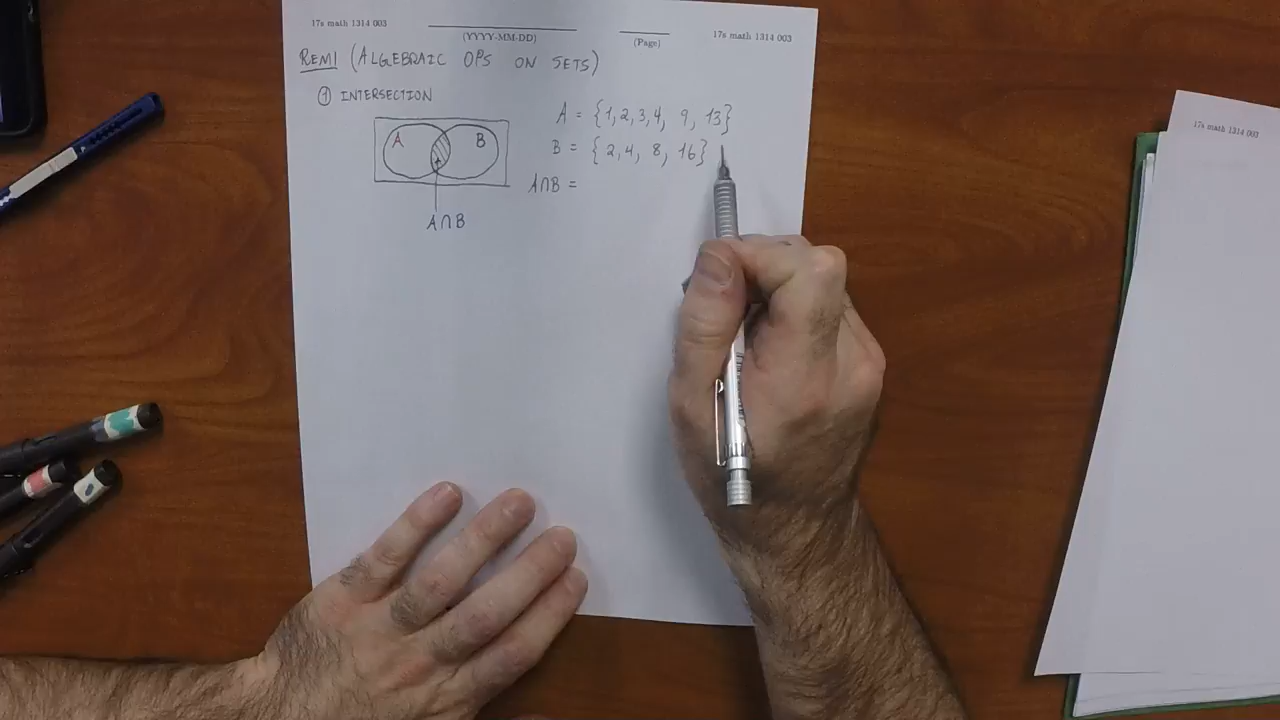 17s math 1314 003
(YYYY-MM-DD)
(Page)
17s math 1314 003
REM1 (ALGEBRAIC OPS ON SETS)
① INTERSECTION
A B
A∩B
A = {1, 2, 3, 4, 9, 13}
B = {2, 4, 8, 16}
A∩B =
17s math 1314 003